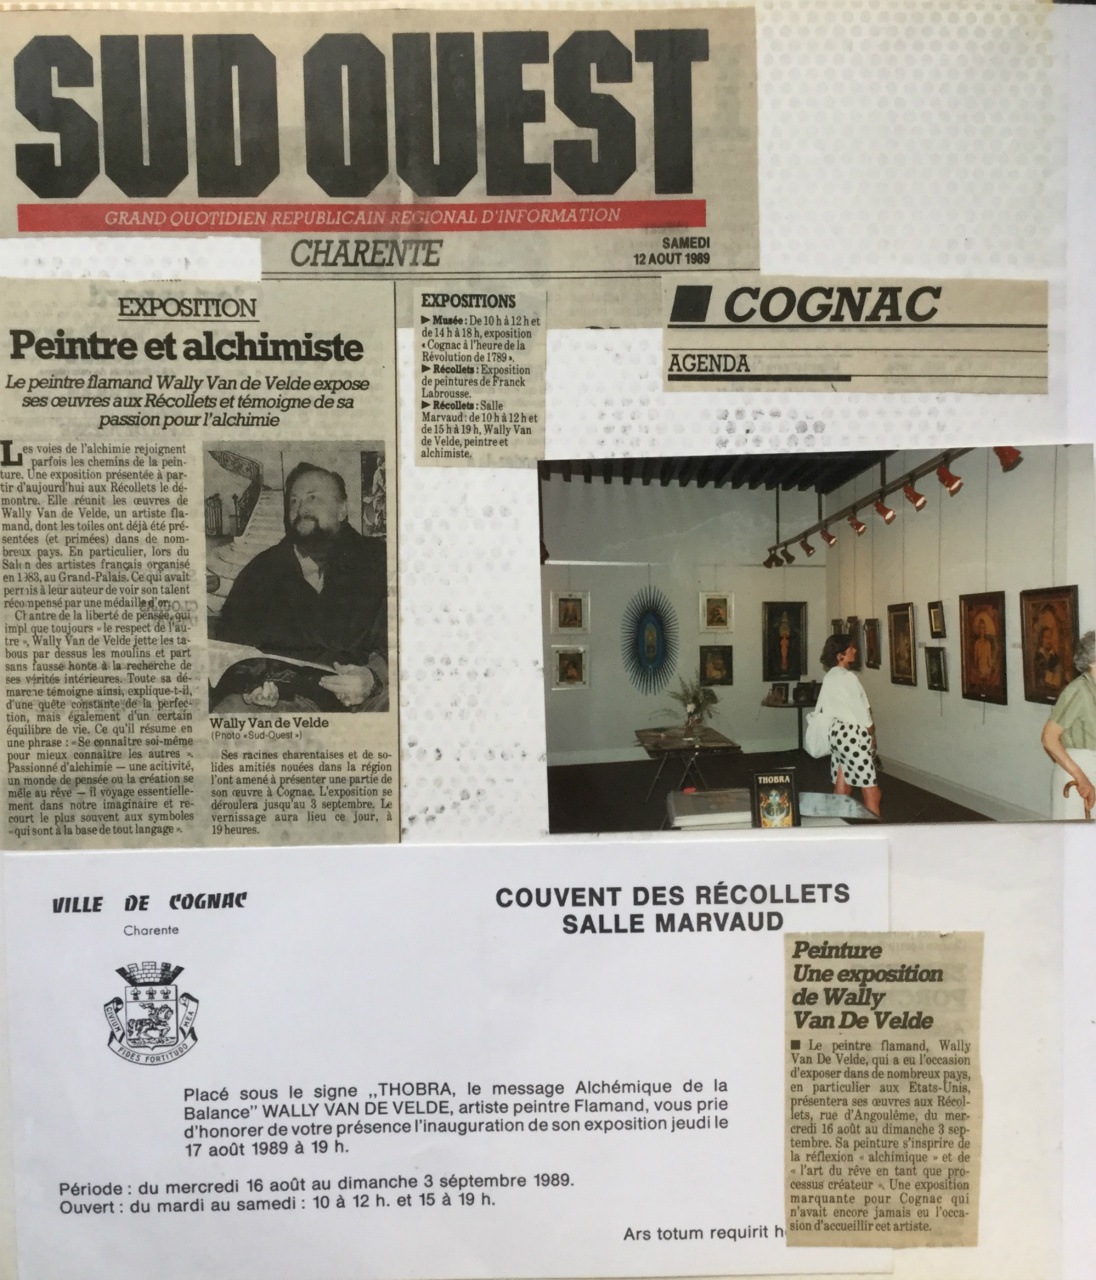 SUD OUEST
GRAND QUOTIDIEN REPUBLICAIN REGIONAL D'INFORMATION
CHARENTE
SAMEDI
12 AOUT 1989
EXPOSITION
Peintre et alchimiste
Le peintre flamand Wally Van de Velde expose
ses œuvres aux Récollets et témoigne de sa
passion pour l'alchimie
Les voies de l'alchimie rejoignent
parfois les chemins de la pein-
ture. Une exposition présentée à par-
tir d'aujourd'hui aux Récollets le dé-
montre. Elle réunit les œuvres de
Wally Van de Velde, un artiste fla-
mand, dont les toiles ont déjà été pré-
sentées (et primées) dans de nom-
breux pays. En particulier, lors du
Salon des artistes français organisé
en 1983, au Grand-Palais. Ce qui avait
permis à leur auteur de voir son talent
récompensé par une médaille d'or.
Chantre de la liberté de pensée, qui
implique toujours « le respect de l'au-
tre », Wally Van de Velde jette les ta-
bous par dessus les moulins et part
sans fausse honte à la recherche de
ses vérités intérieures. Toute sa dé-
marche témoigne ainsi, explique-t-il,
d'une quête constante de la perfec-
tion, mais également d'un certain
équilibre de vie. Ce qu'il résume en
une phrase : « Se connaître soi-même
pour mieux connaître les autres ».
Passionné d'alchimie — une acitivité,
un monde de pensée ou la création se
mêle au rêve — il voyage essentielle-
ment dans notre imaginaire et re-
court le plus souvent aux symboles
« qui sont à la base de tout langage ».
Wally Van de Velde
(Photo « Sud-Ouest »)
Ses racines charentaises et de so-
lides amitiés nouées dans la région
l'ont amené à présenter une partie de
son œuvre à Cognac. L'exposition se
déroulera jusqu'au 3 septembre. Le
vernissage aura lieu ce jour, à
19 heures.
EXPOSITIONS
► Musée : De 10 h à 12 h et
de 14 h à 18 h, exposition
« Cognac à l'heure de la
Révolution de 1789 ».
► Récollets : Exposition
de peintures de Franck
Labrousse.
► Récollets : Salle
Marvaud : de 10 h à 12 h et
de 15 h à 19 h, Wally Van
de Velde, peintre et
alchimiste.
■ COGNAC
AGENDA
THOBRA
VILLE DE COGNAC
Charente
CIVIUM
MEA
FIDES FORTITUDO
COUVENT DES RÉCOLLETS
SALLE MARVAUD
Placé sous le signe „THOBRA, le message Alchémique de la
Balance" WALLY VAN DE VELDE, artiste peintre Flamand, vous prie
d'honorer de votre présence l'inauguration de son exposition jeudi le
17 août 1989 à 19 h.
Période : du mercredi 16 août au dimanche 3 séptembre 1989.
Ouvert : du mardi au samedi : 10 à 12 h. et 15 à 19 h.
Ars totum requirit
Peinture
Une exposition
de Wally
Van De Velde
■ Le peintre flamand, Wally
Van De Velde, qui a eu l'occasion
d'exposer dans de nombreux pays,
en particulier aux Etats-Unis,
présentera ses œuvres aux Récol-
lets, rue d'Angoulême, du mer-
credi 16 août au dimanche 3 sep-
tembre. Sa peinture s'insprire de
la réflexion « alchimique » et de
« l'art du rêve en tant que pro-
cessus créateur ». Une exposition
marquante pour Cognac qui
n'avait encore jamais eu l'occa-
sion d'accueillir cet artiste.